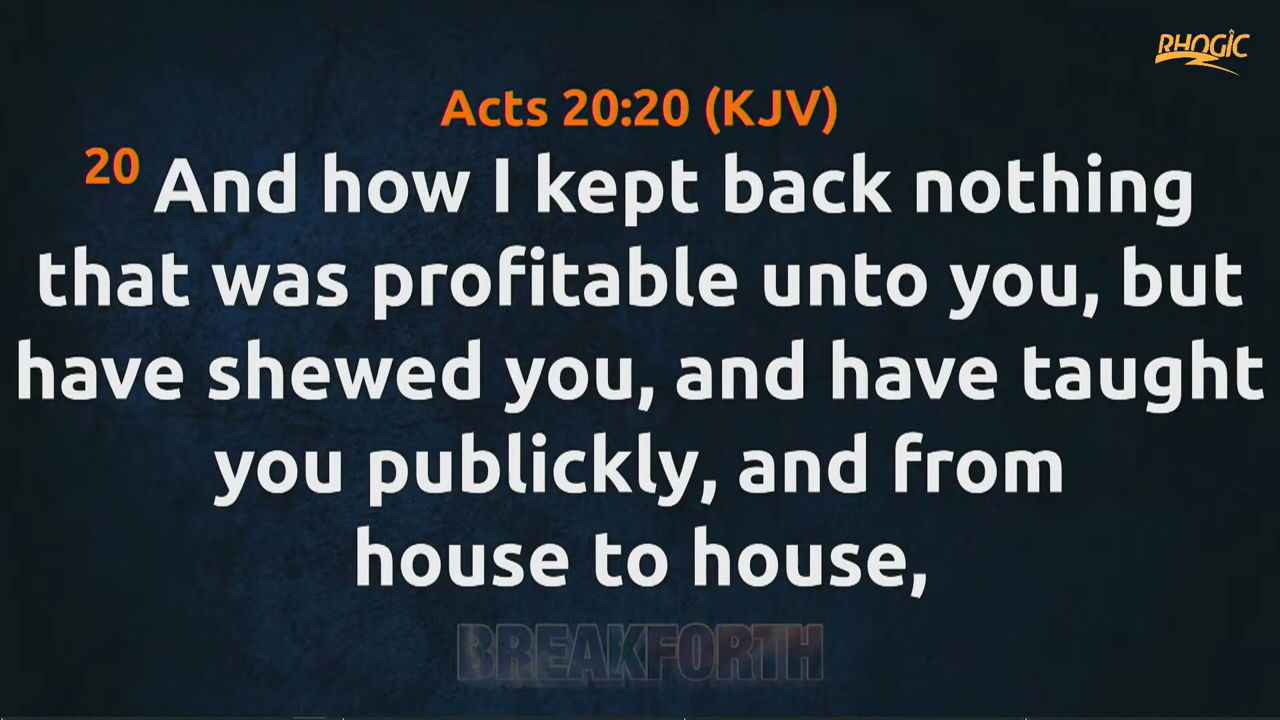 RHOGIC
Acts 20:20 (KJV)
20 And how I kept back nothing
that was profitable unto you, but
have shewed you, and have taught
you publickly, and from
house to house,
BREAKFORTH